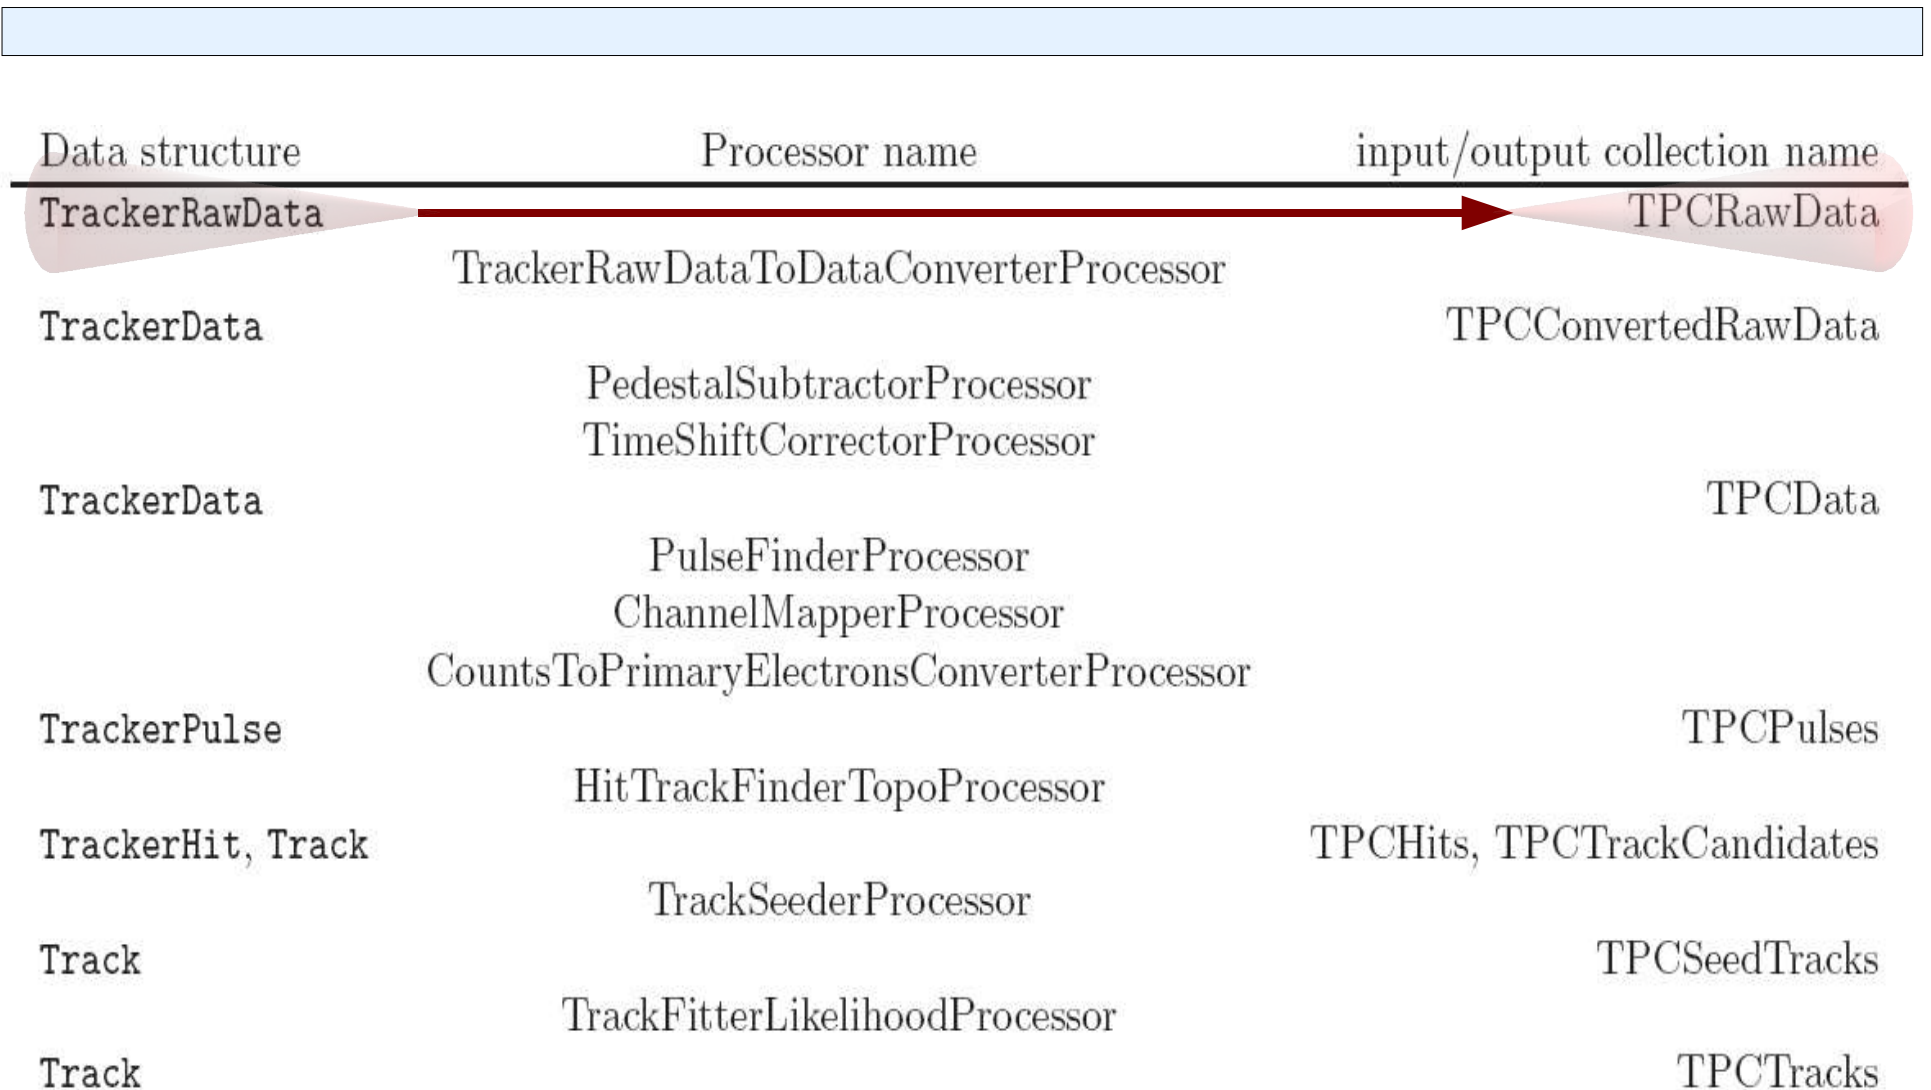 Data structure Processor name input/output collection name
TrackerRawData TPCRawData
TrackerRawDataToDataConverterProcessor
TrackerData TPCConvertedRawData
PedestalSubtractorProcessor
TimeShiftCorrectorProcessor
TrackerData TPCData
PulseFinderProcessor
ChannelMapperProcessor
CountsToPrimaryElectronsConverterProcessor
TrackerPulse TPCPulses
HitTrackFinderTopoProcessor
TrackerHit, Track TPCHits, TPCTrackCandidates
TrackSeederProcessor
Track TPCSeedTracks
TrackFitterLikelihoodProcessor
Track TPCTracks